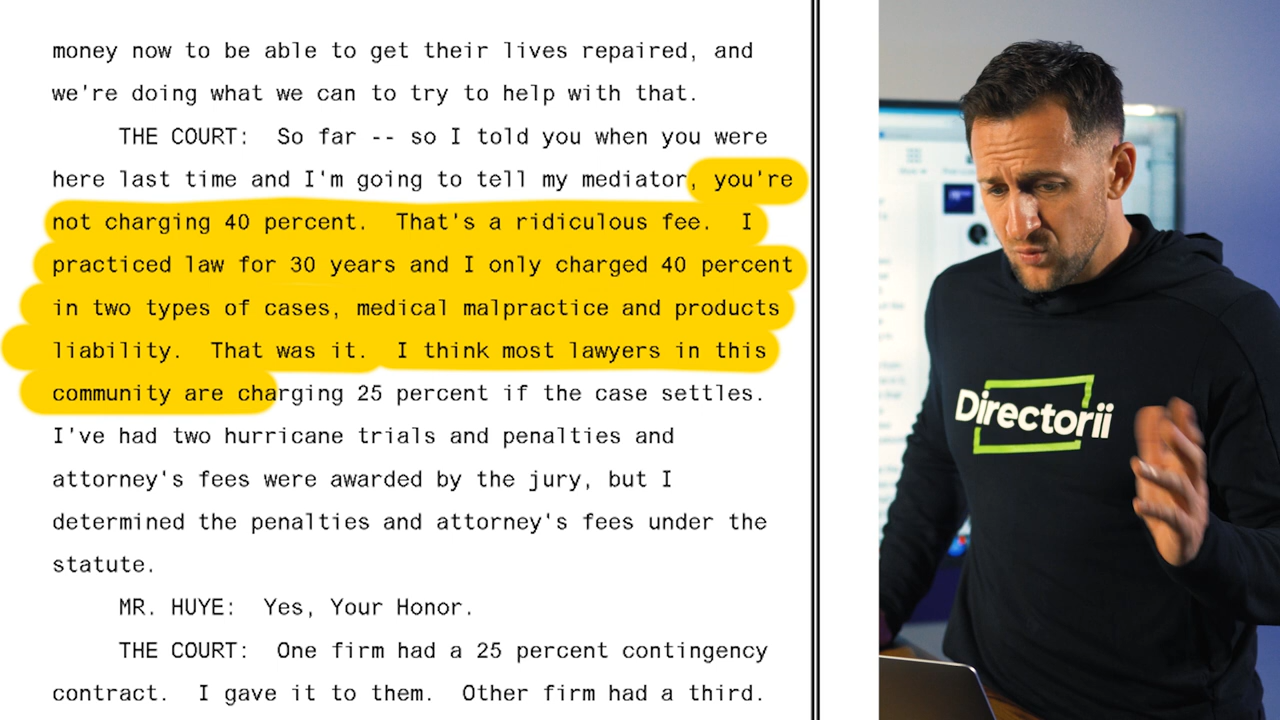 money now to be able to get their lives repaired, and
we're doing what we can to try to help with that.
THE COURT: So far -- so I told you when you were
here last time and I'm going to tell my mediator, you're
not charging 40 percent. That's a ridiculous fee. I
practiced law for 30 years and I only charged 40 percent
in two types of cases, medical malpractice and products
liability. That was it. I think most lawyers in this
community are charging 25 percent if the case settles.
I've had two hurricane trials and penalties and
attorney's fees were awarded by the jury, but I
determined the penalties and attorney's fees under the
statute.
MR. HUYE: Yes, Your Honor.
THE COURT: One firm had a 25 percent contingency
contract. I gave it to them. Other firm had a third.
Directorii